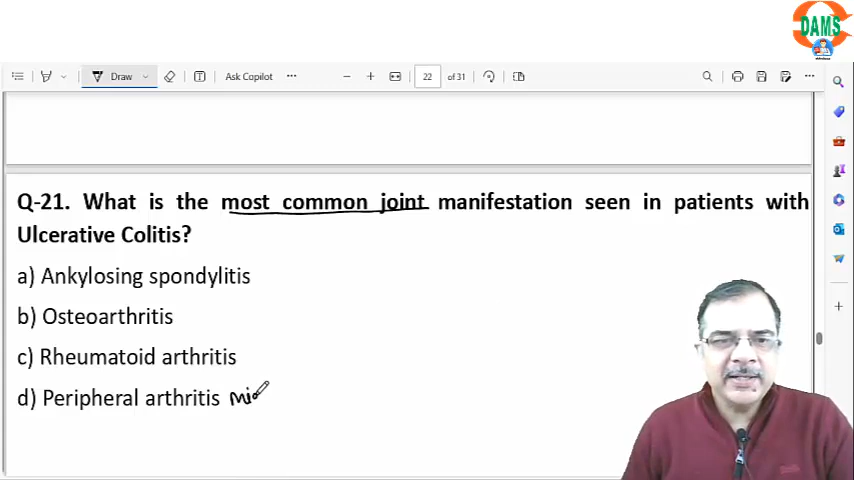 DAMS
Draw
Ask Copilot
22 of 31
Q-21. What is the most common joint manifestation seen in patients with
Ulcerative Colitis?
a) Ankylosing spondylitis
b) Osteoarthritis
c) Rheumatoid arthritis
d) Peripheral arthritis